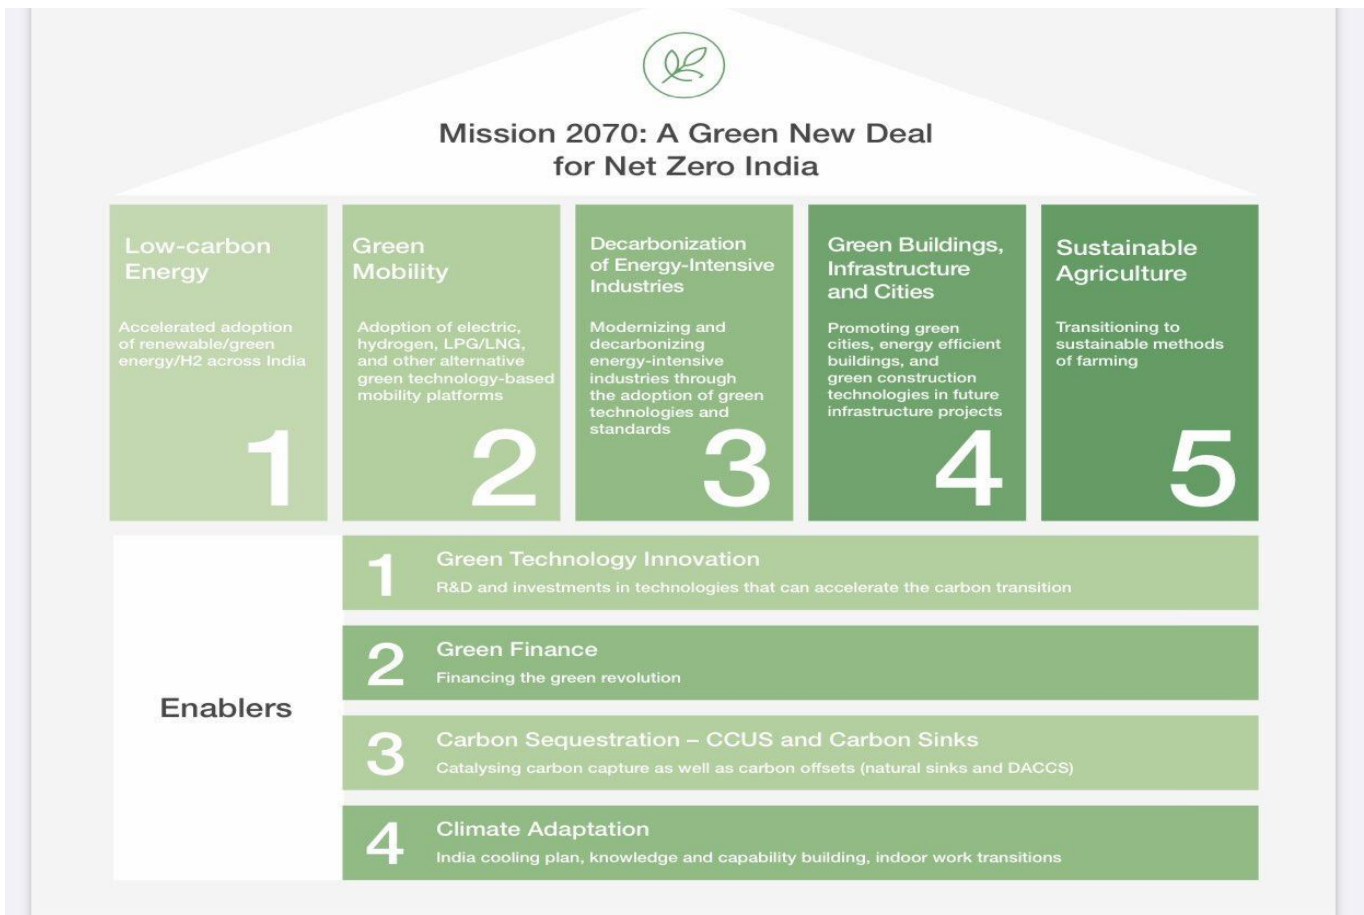 Mission 2070: A Green New Deal
for Net Zero India
Low-carbon
Energy
Accelerated adoption
of renewable/green
energy/H2 across India
1
Green
Mobility
Adoption of electric,
hydrogen, LPG/LNG,
and other alternative
green technology-based
mobility platforms
2
Decarbonization
of Energy-Intensive
Industries
Modernizing and
decarbonizing
energy-intensive
industries through
the adoption of green
technologies and
standards
3
Green Buildings,
Infrastructure
and Cities
Promoting green
cities, energy efficient
buildings, and
green construction
technologies in future
infrastructure projects
4
Sustainable
Agriculture
Transitioning to
sustainable methods
of farming
5
Enablers
1
Green Technology Innovation
R&D and investments in technologies that can accelerate the carbon transition
2
Green Finance
Financing the green revolution
3
Carbon Sequestration – CCUS and Carbon Sinks
Catalysing carbon capture as well as carbon offsets (natural sinks and DACCS)
4
Climate Adaptation
India cooling plan, knowledge and capability building, indoor work transitions